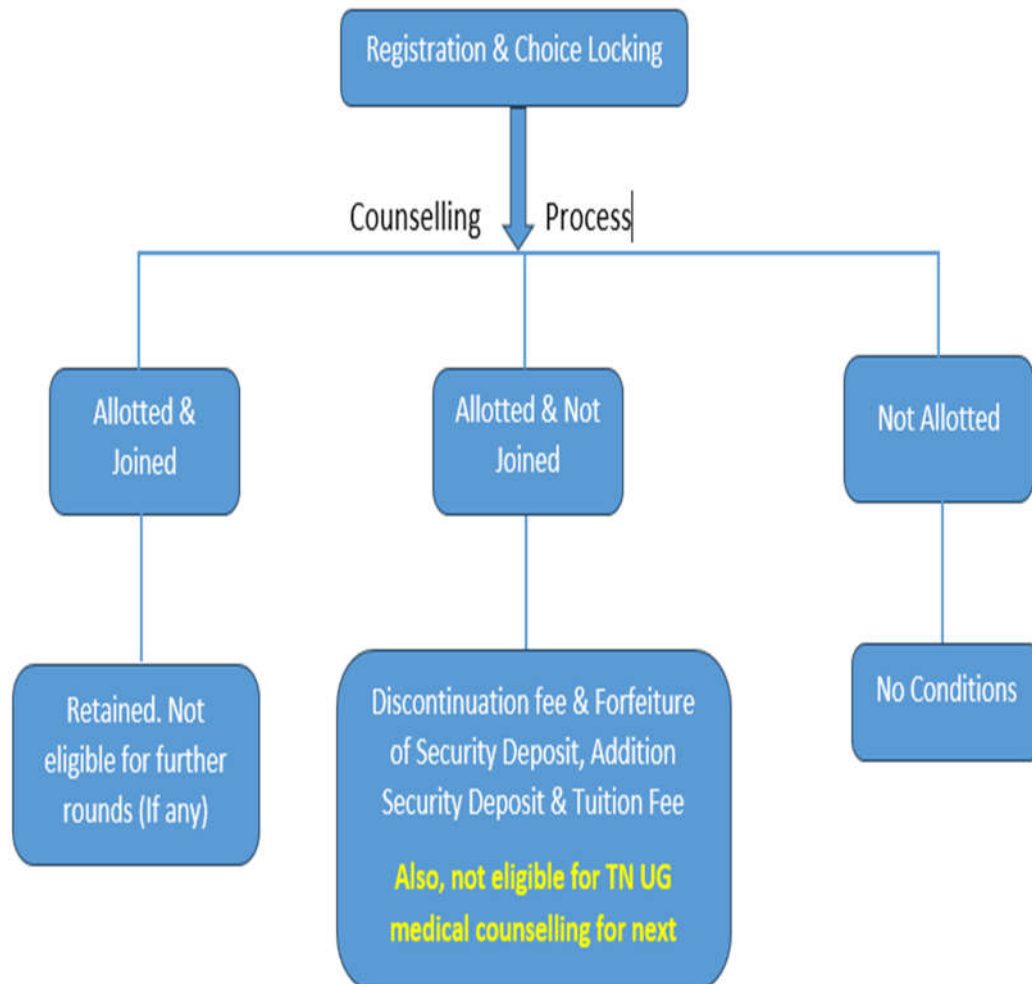 Registration & Choice Locking
Counselling Process
Allotted &
Joined
Allotted & Not
Joined
Not Allotted
Retained. Not
eligible for further
rounds (If any)
Discontinuation fee & Forfeiture
of Security Deposit, Addition
Security Deposit & Tuition Fee
Also, not eligible for TN UG
medical counselling for next
No Conditions